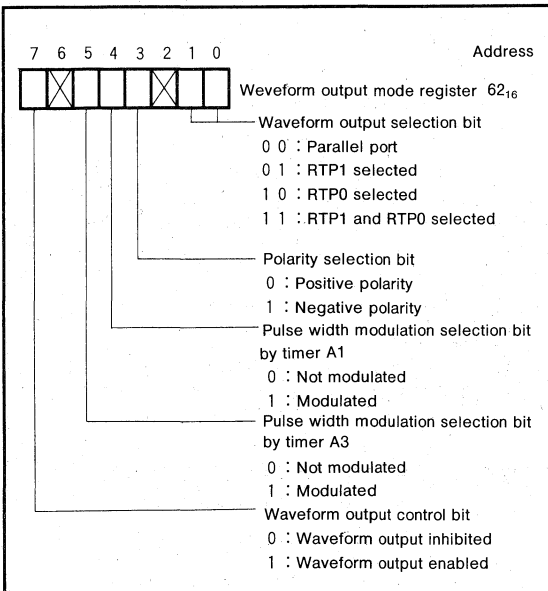 7 6 5 4 3 2 1 0 Address
Weveform output mode register 62₁₆
Waveform output selection bit
0 0 : Parallel port
0 1 : RTP1 selected
1 0 : RTP0 selected
1 1 : RTP1 and RTP0 selected
Polarity selection bit
0 : Positive polarity
1 : Negative polarity
Pulse width modulation selection bit
by timer A1
0 : Not modulated
1 : Modulated
Pulse width modulation selection bit
by timer A3
0 : Not modulated
1 : Modulated
Waveform output control bit
0 : Waveform output inhibited
1 : Waveform output enabled